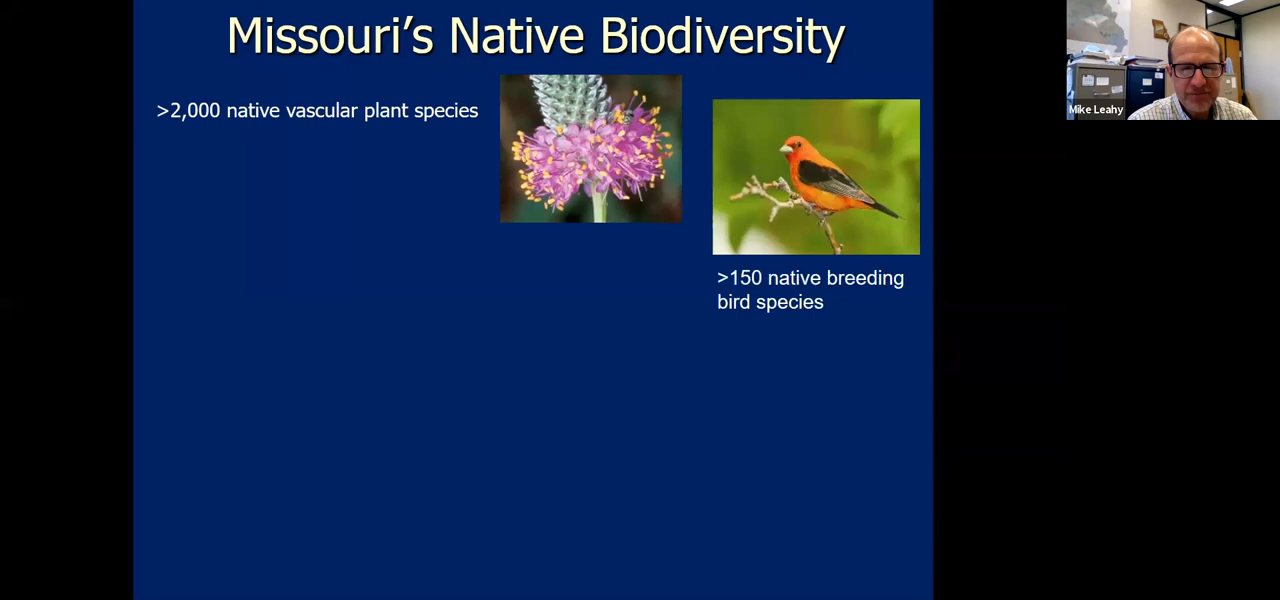 Missouri's Native Biodiversity
>2,000 native vascular plant species
>150 native breeding
bird species
Mike Leahy